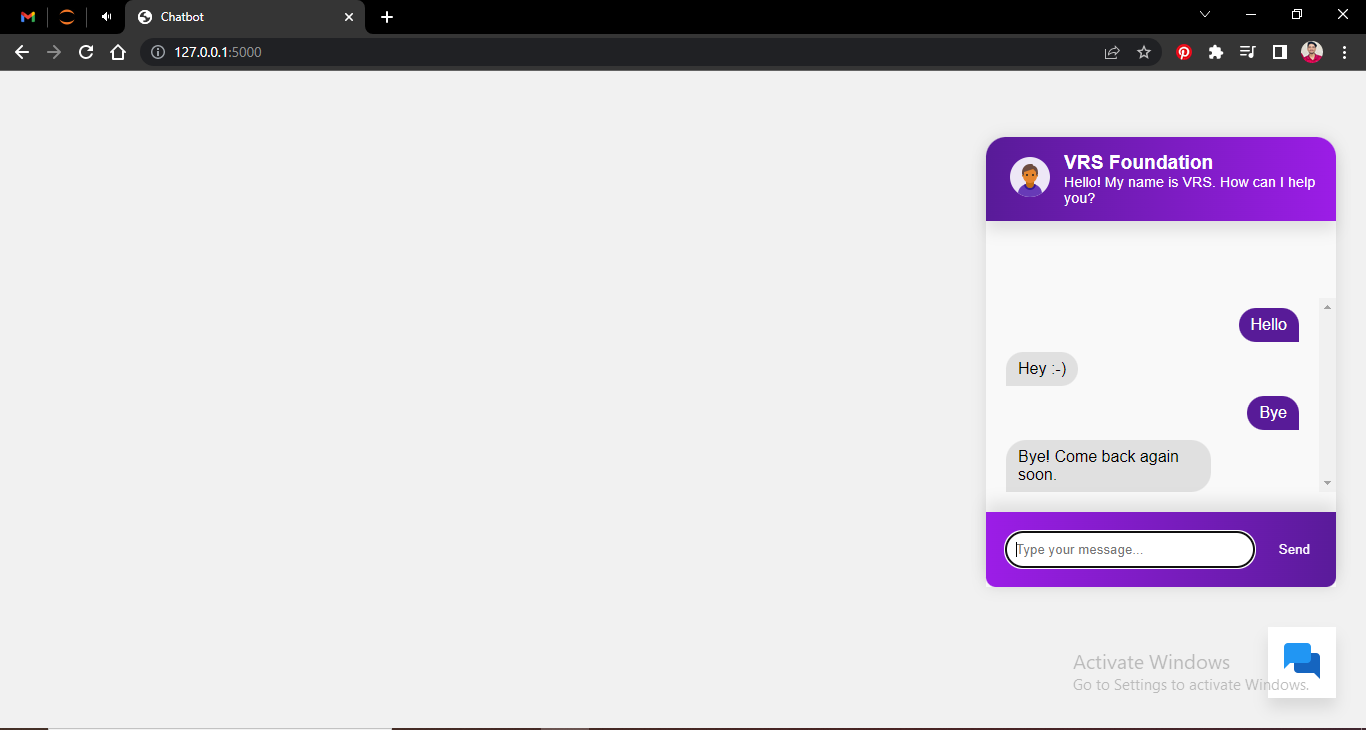 Chatbot
127.0.0.1:5000
VRS Foundation
Hello! My name is VRS. How can I help
you?
Hello
Hey :-)
Bye
Bye! Come back again
soon.
Type your message...
Send
Activate Windows
Go to Settings to activate Windows.